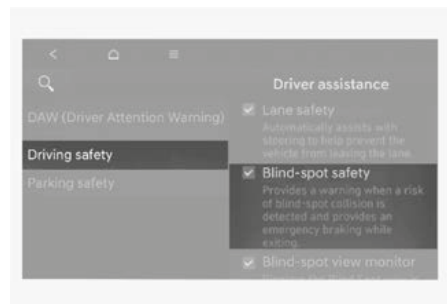 Driver assistance
DAW (Driver Attention Warning)
Driving safety
Parking safety
Lane safety
Automatically assists with
steering to help prevent the
vehicle from leaving the lane.
Blind-spot safety
Provides a warning when a risk
of blind-spot collision is
detected and provides an
emergency braking while
exiting.
Blind-spot view monitor